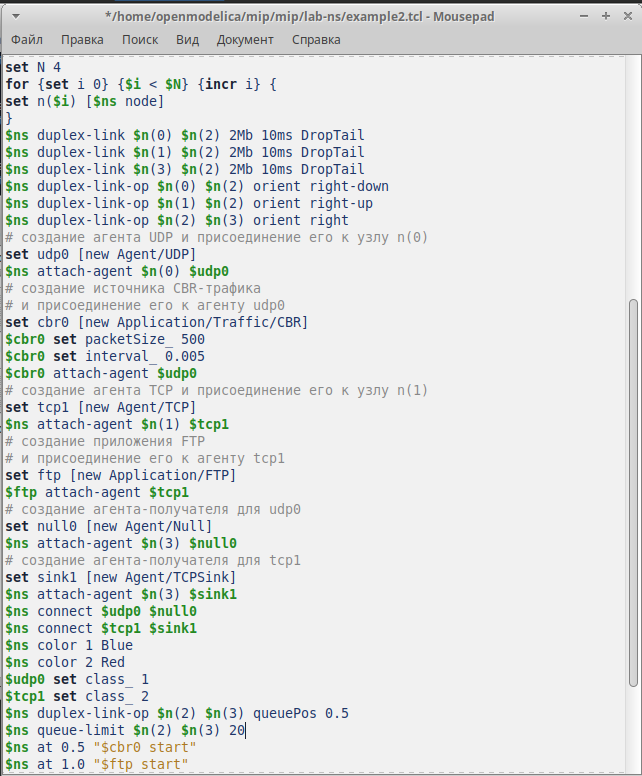 */home/openmodelica/mip/mip/lab-ns/example2.tcl - Mousepad
Файл Правка Поиск Вид Документ Справка
set N 4
for {set i 0} {$i < $N} {incr i} {
set n($i) [$ns node]
}
$ns duplex-link $n(0) $n(2) 2Mb 10ms DropTail
$ns duplex-link $n(1) $n(2) 2Mb 10ms DropTail
$ns duplex-link $n(3) $n(2) 2Mb 10ms DropTail
$ns duplex-link-op $n(0) $n(2) orient right-down
$ns duplex-link-op $n(1) $n(2) orient right-up
$ns duplex-link-op $n(2) $n(3) orient right
# создание агента UDP и присоединение его к узлу n(0)
set udp0 [new Agent/UDP]
$ns attach-agent $n(0) $udp0
# создание источника CBR-трафика
# и присоединение его к агенту udp0
set cbr0 [new Application/Traffic/CBR]
$cbr0 set packetSize_ 500
$cbr0 set interval_ 0.005
$cbr0 attach-agent $udp0
# создание агента TCP и присоединение его к узлу n(1)
set tcp1 [new Agent/TCP]
$ns attach-agent $n(1) $tcp1
# создание приложения FTP
# и присоединение его к агенту tcp1
set ftp [new Application/FTP]
$ftp attach-agent $tcp1
# создание агента-получателя для udp0
set null0 [new Agent/Null]
$ns attach-agent $n(3) $null0
# создание агента-получателя для tcp1
set sink1 [new Agent/TCPSink]
$ns attach-agent $n(3) $sink1
$ns connect $udp0 $null0
$ns connect $tcp1 $sink1
$ns color 1 Blue
$ns color 2 Red
$udp0 set class_ 1
$tcp1 set class_ 2
$ns duplex-link-op $n(2) $n(3) queuePos 0.5
$ns queue-limit $n(2) $n(3) 20
$ns at 0.5 "$cbr0 start"
$ns at 1.0 "$ftp start"